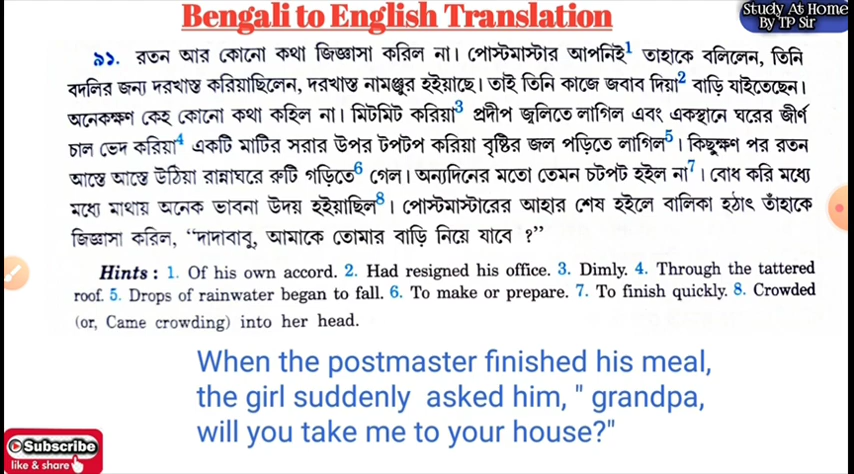 Bengali to English Translation
Study At Home
By TP Sir
৯১. রতন আর কোনো কথা জিজ্ঞাসা করিল না। পোস্টমাস্টার আপনিই¹ তাহাকে বলিলেন, তিনি
বদলির জন্য দরখাস্ত করিয়াছিলেন, দরখাস্ত নামঞ্জুর হইয়াছে। তাই তিনি কাজে জবাব দিয়া² বাড়ি যাইতেছেন।
অনেকক্ষণ কেহ কোনো কথা কহিল না। মিটমিট করিয়া³ প্রদীপ জ্বলিতে লাগিল এবং একস্থানে ঘরের জীর্ণ
চাল ভেদ করিয়া⁴ একটি মাটির সরার উপর টপটপ করিয়া বৃষ্টির জল পড়িতে লাগিল⁵। কিছুক্ষণ পর রতন
আস্তে আস্তে উঠিয়া রান্নাঘরে রুটি গড়িতে⁶ গেল। অন্যদিনের মতো তেমন চটপট হইল না⁷। বোধ করি মধ্যে
মধ্যে মাথায় অনেক ভাবনা উদয় হইয়াছিল⁸। পোস্টমাস্টারের আহার শেষ হইলে বালিকা হঠাৎ তাঁহাকে
জিজ্ঞাসা করিল, “দাদাবাবু, আমাকে তোমার বাড়ি নিয়ে যাবে ?”
Hints : 1. Of his own accord. 2. Had resigned his office. 3. Dimly. 4. Through the tattered
roof. 5. Drops of rainwater began to fall. 6. To make or prepare. 7. To finish quickly. 8. Crowded
(or, Came crowding) into her head.
When the postmaster finished his meal,
the girl suddenly asked him, " grandpa,
will you take me to your house?"
Subscribe
like & share